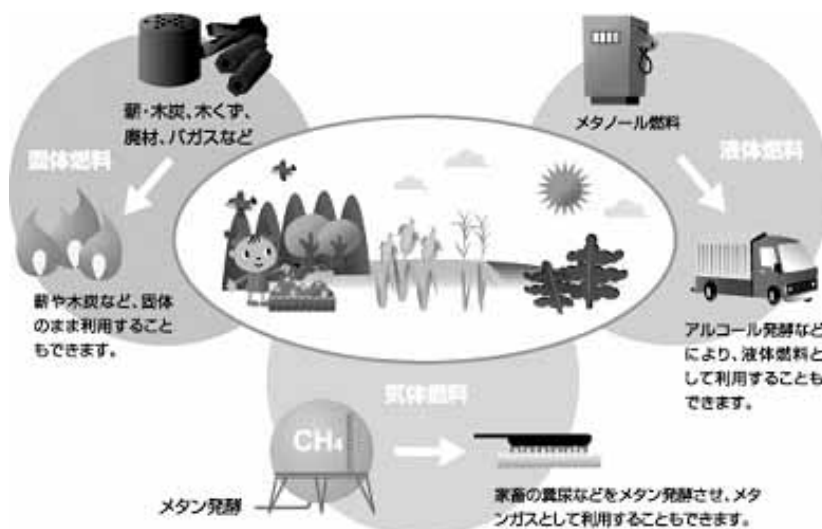 薪・木炭、木くず、
廃材、バガスなど
固体燃料
薪や木炭など、固体
のまま利用すること
もできます。
メタノール燃料
液体燃料
アルコール発酵など
により、液体燃料と
して利用することも
できます。
気体燃料
CH4
メタン発酵
家畜の糞尿などをメタン発酵させ、メタ
ンガスとして利用することもできます。